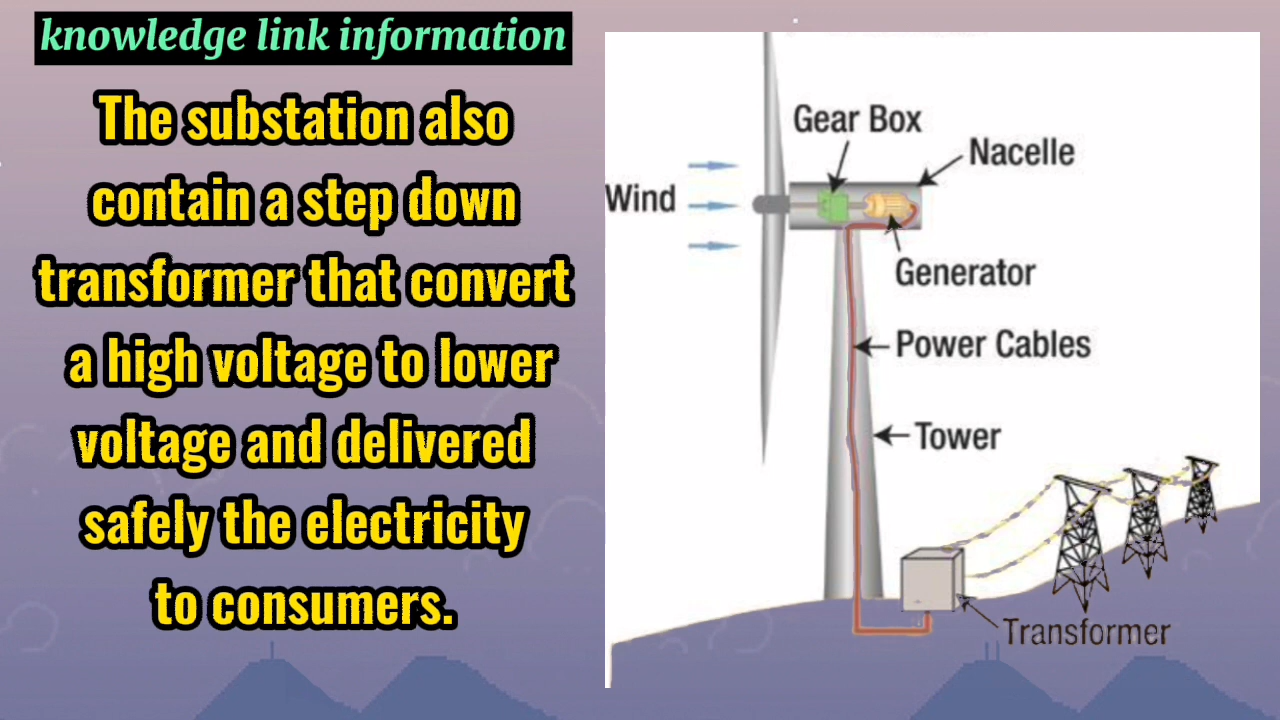 knowledge link information
The substation also
contain a step down
transformer that convert
a high voltage to lower
voltage and delivered
safely the electricity
to consumers.
Gear Box
Nacelle
Wind
Generator
Power Cables
Tower
Transformer